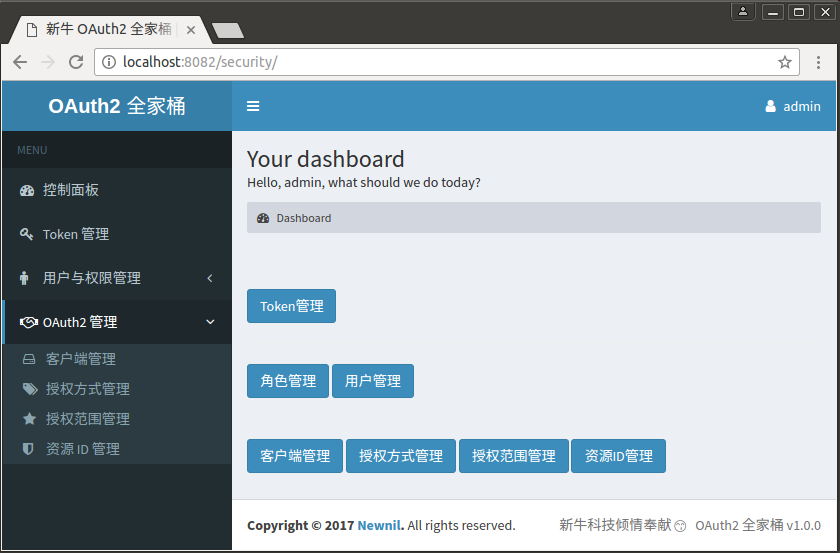 新牛 OAuth2 全家桶
localhost:8082/security/
OAuth2 全家桶
admin
MENU
控制面板
Token 管理
用户与权限管理
OAuth2 管理
客户端管理
授权方式管理
授权范围管理
资源 ID 管理
Your dashboard
Hello, admin, what should we do today?
Dashboard
Token管理
角色管理 用户管理
客户端管理 授权方式管理 授权范围管理 资源ID管理
Copyright © 2017 Newnil. All rights reserved. 新牛科技倾情奉献 OAuth2 全家桶 v1.0.0